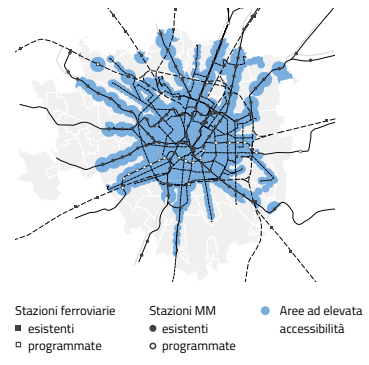 Stazioni ferroviarie
esistenti
programmate
Stazioni MM
esistenti
programmate
Aree ad elevata
accessibilità